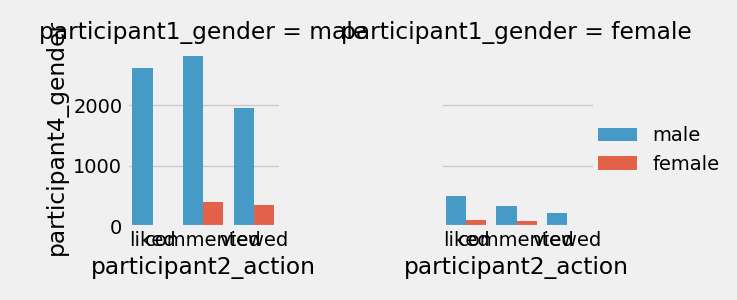 participant1_gender = male
participant1_gender = female
participant4_gender
2000
1000
0
liked
commented
viewed
participant2_action
liked
commented
viewed
participant2_action
male
female